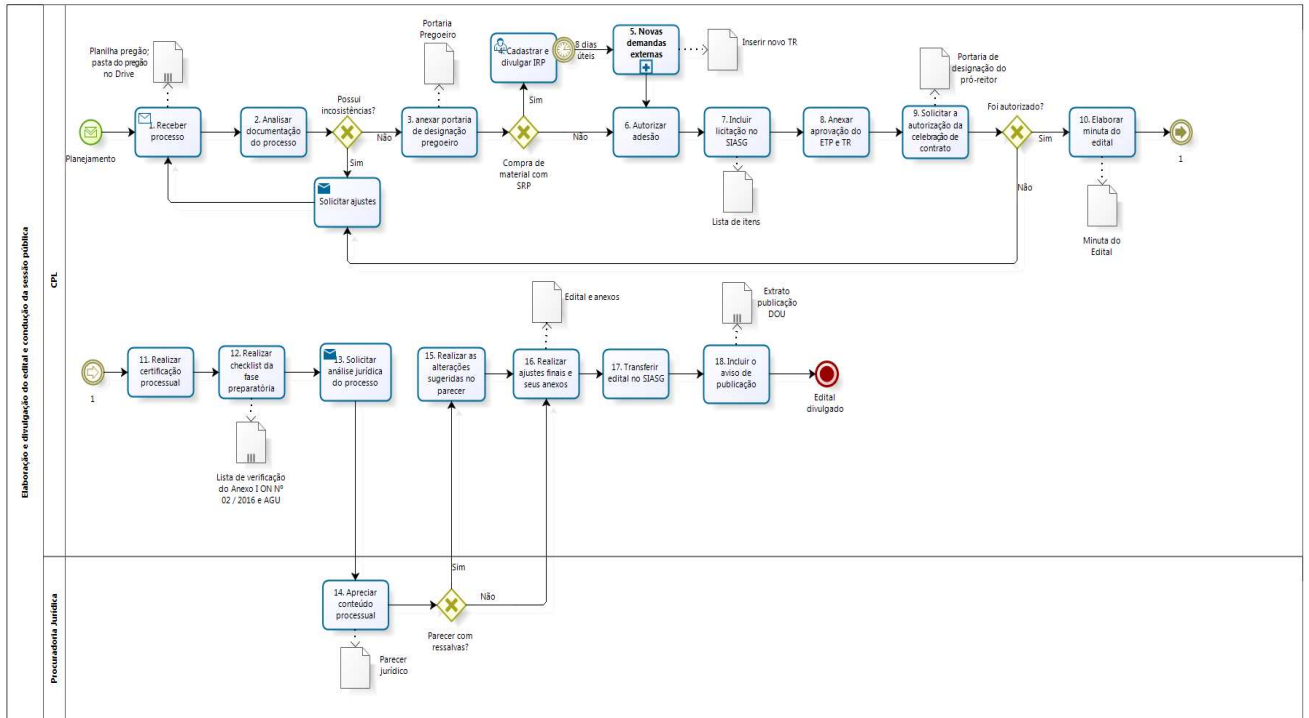 Elaboração e divulgação do edital e condução da sessão pública
CPL
Planejamento
Planilha pregão;
pasta do pregão
no Drive
1. Receber
processo
2. Analisar
documentação
do processo
Possui
incosistências?
Não
Sim
Solicitar ajustes
Portaria
Pregoeiro
3. anexar portaria
de designação
pregoeiro
Compra de
material com
SRP
Sim
Não
4. Cadastrar e
divulgar IRP
8 dias
úteis
5. Novas
demandas
externas
Inserir novo TR
6. Autorizar
adesão
7. Incluir
licitação no
SIASG
Lista de itens
8. Anexar
aprovação do
ETP e TR
Portaria de
designação do
pró-reitor
9. Solicitar a
autorização da
celebração de
contrato
Foi autorizado?
Sim
Não
10. Elaborar
minuta do
edital
Minuta do
Edital
1
1
11. Realizar
certificação
processual
12. Realizar
checklist da
fase
preparatória
Lista de verificação
do Anexo I ON Nº
02 / 2016 e AGU
13. Solicitar
análise jurídica
do processo
15. Realizar as
alterações
sugeridas no
parecer
Edital e anexos
16. Realizar
ajustes finais e
seus anexos
17. Transferir
edital no SIASG
Extrato
publicação
DOU
18. Incluir o
aviso de
publicação
Edital
divulgado
Procuradoria Jurídica
14. Apreciar
conteúdo
processual
Parecer
jurídico
Sim
Não
Parecer com
ressalvas?